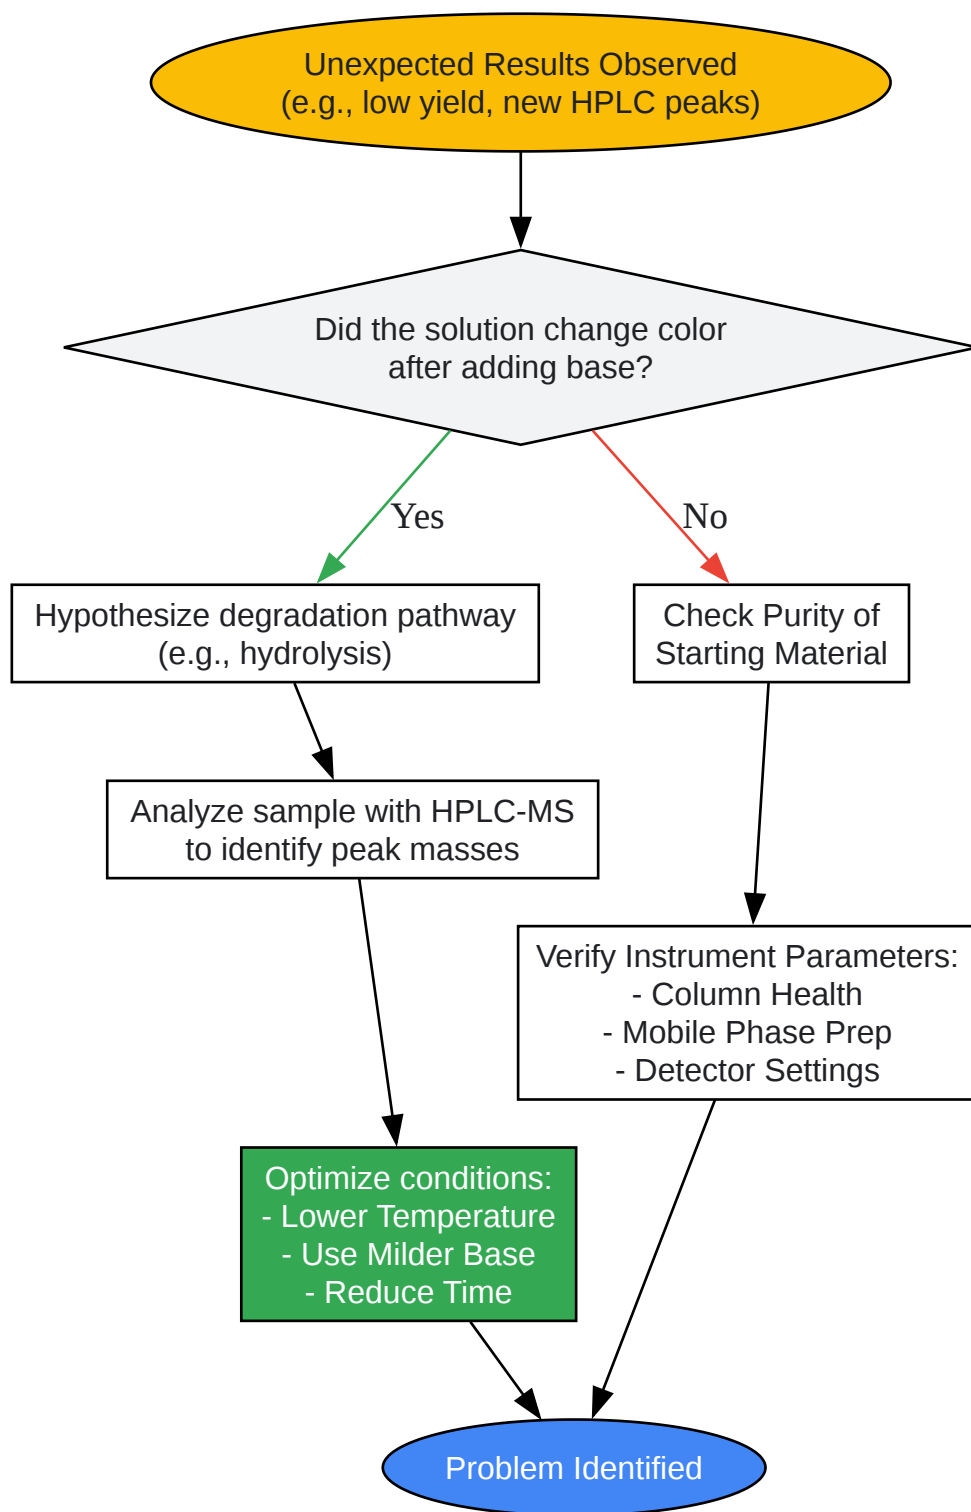 Unexpected Results Observed
(e.g., low yield, new HPLC peaks)
Did the solution change color
after adding base?
Yes
No
Hypothesize degradation pathway
(e.g., hydrolysis)
Check Purity of
Starting Material
Analyze sample with HPLC-MS
to identify peak masses
Verify Instrument Parameters:
- Column Health
- Mobile Phase Prep
- Detector Settings
Optimize conditions:
- Lower Temperature
- Use Milder Base
- Reduce Time
Problem Identified